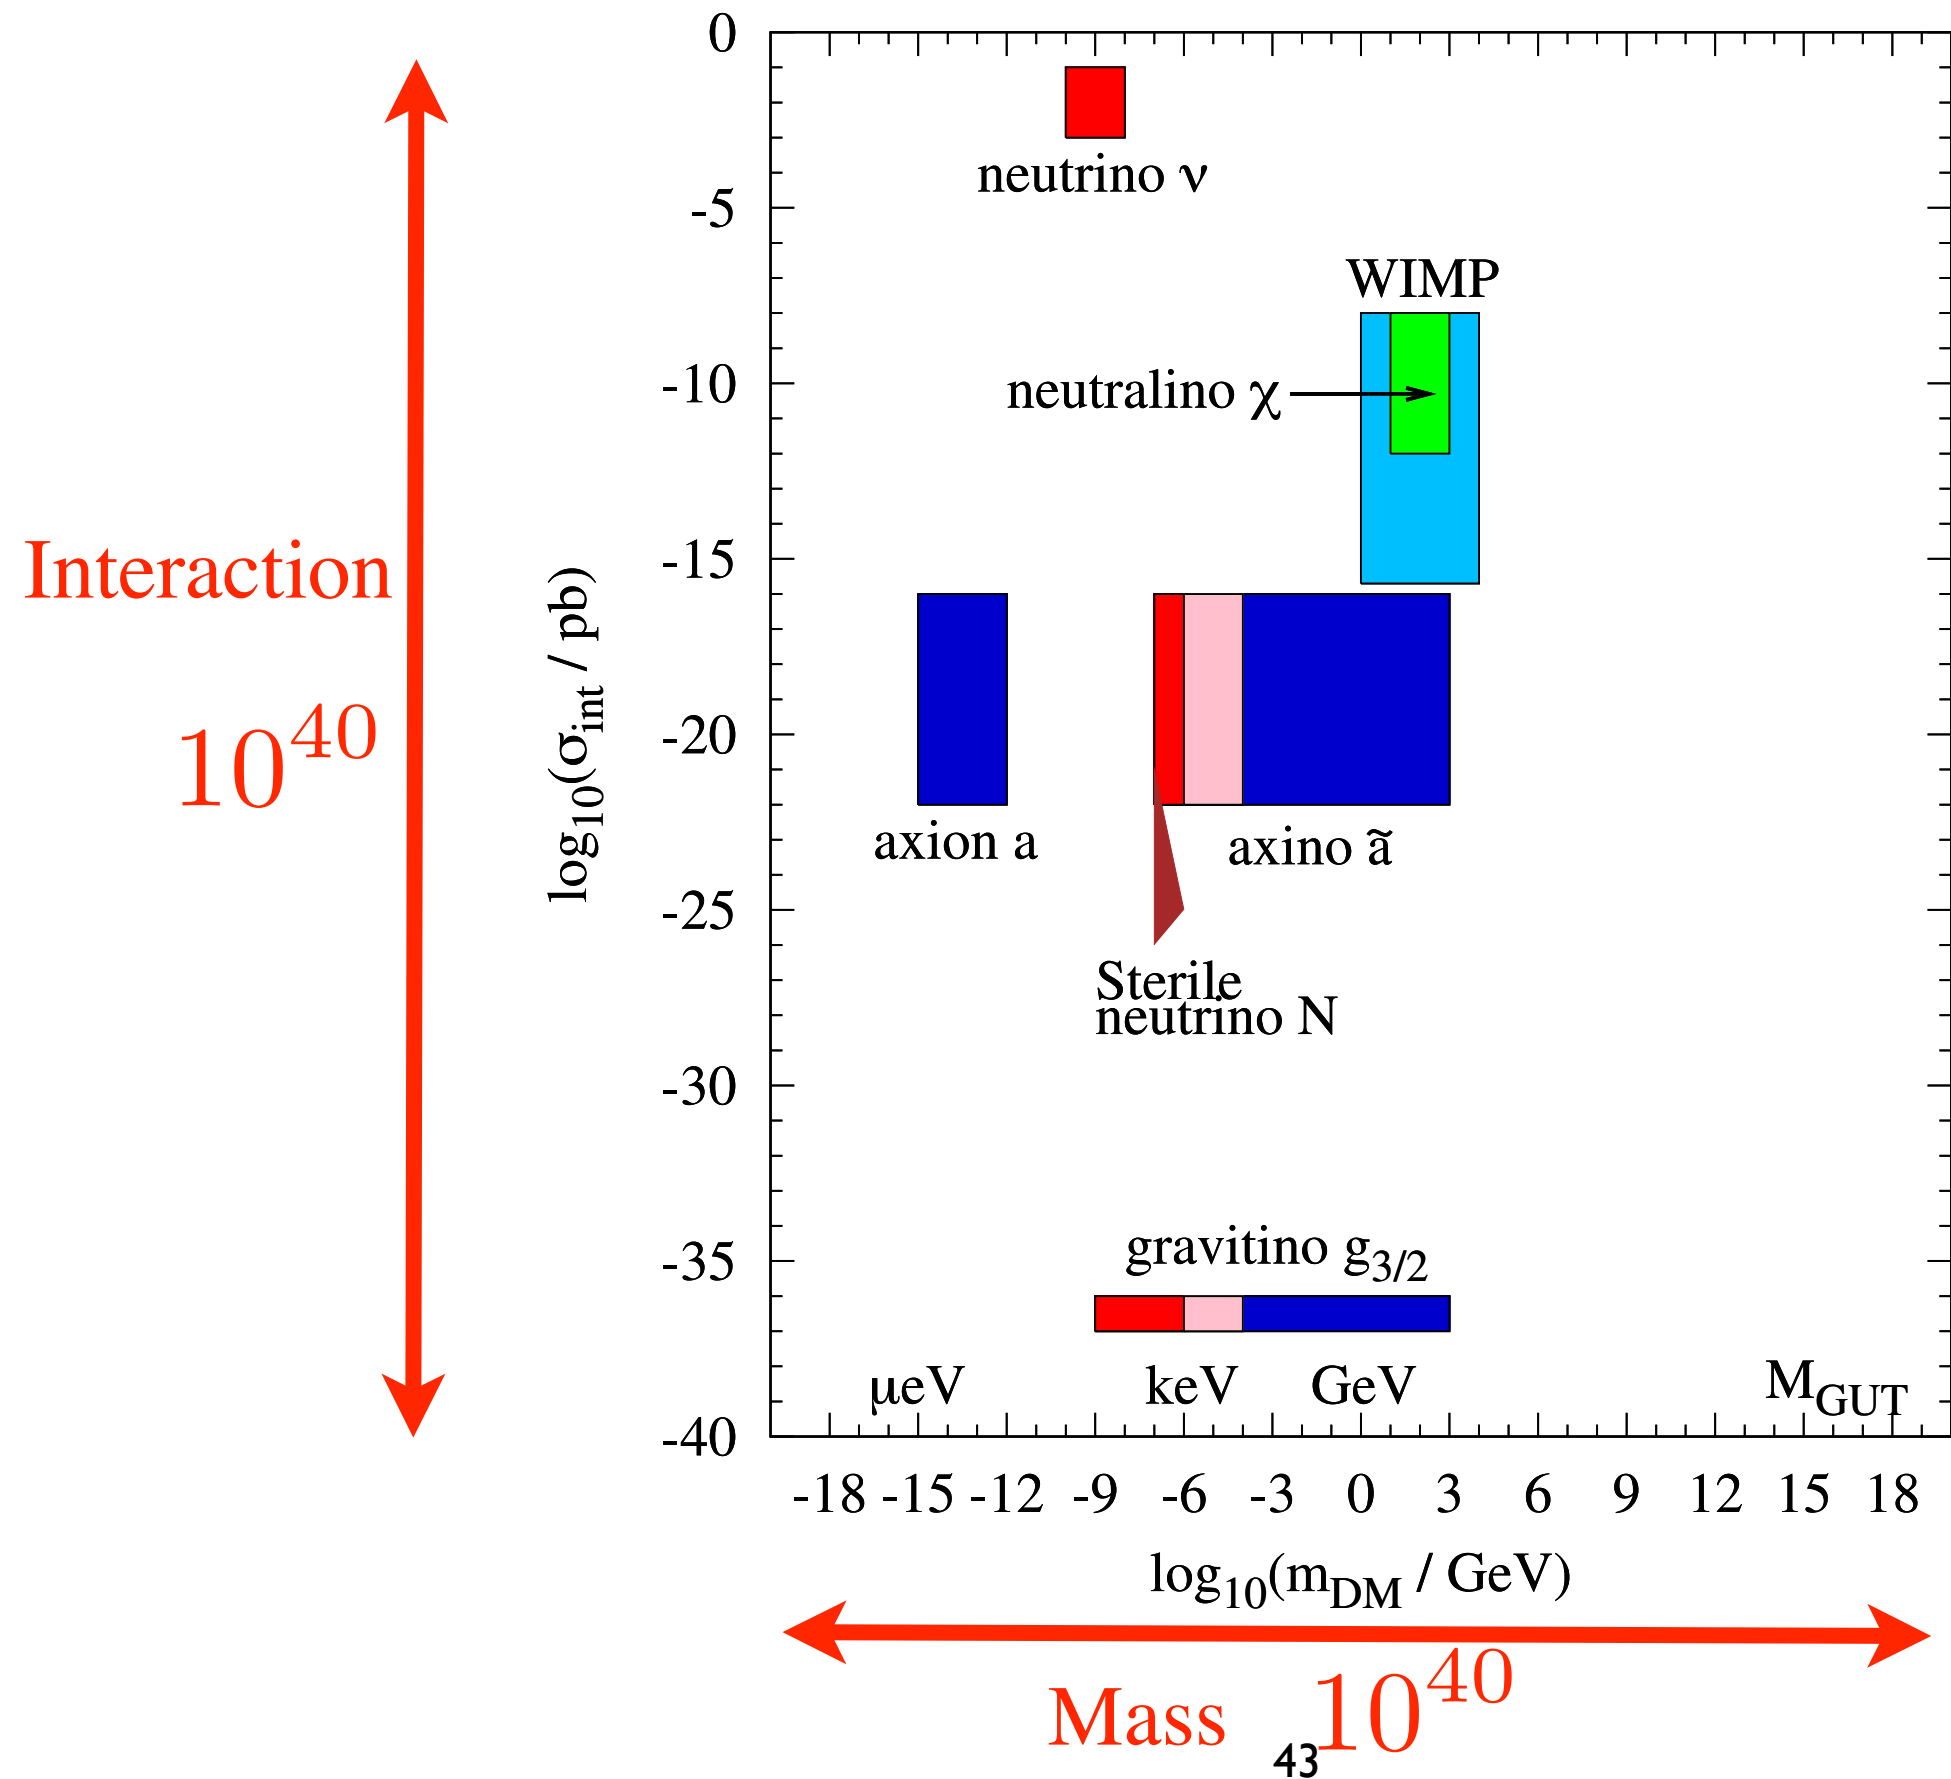 0
-5
-10
-15
-20
-25
-30
-35
-40
neutrino ν
WIMP
neutralino χ
Interaction
10^40
log10(σint / pb)
axion a
axino ã
Sterile
neutrino N
gravitino g3/2
μeV keV GeV MGUT
-18 -15 -12 -9 -6 -3 0 3 6 9 12 15 18
log10(mDM / GeV)
Mass 10^40
43